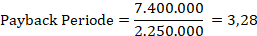 Payback Periode = 7.400.000 / 2.250.000 = 3,28